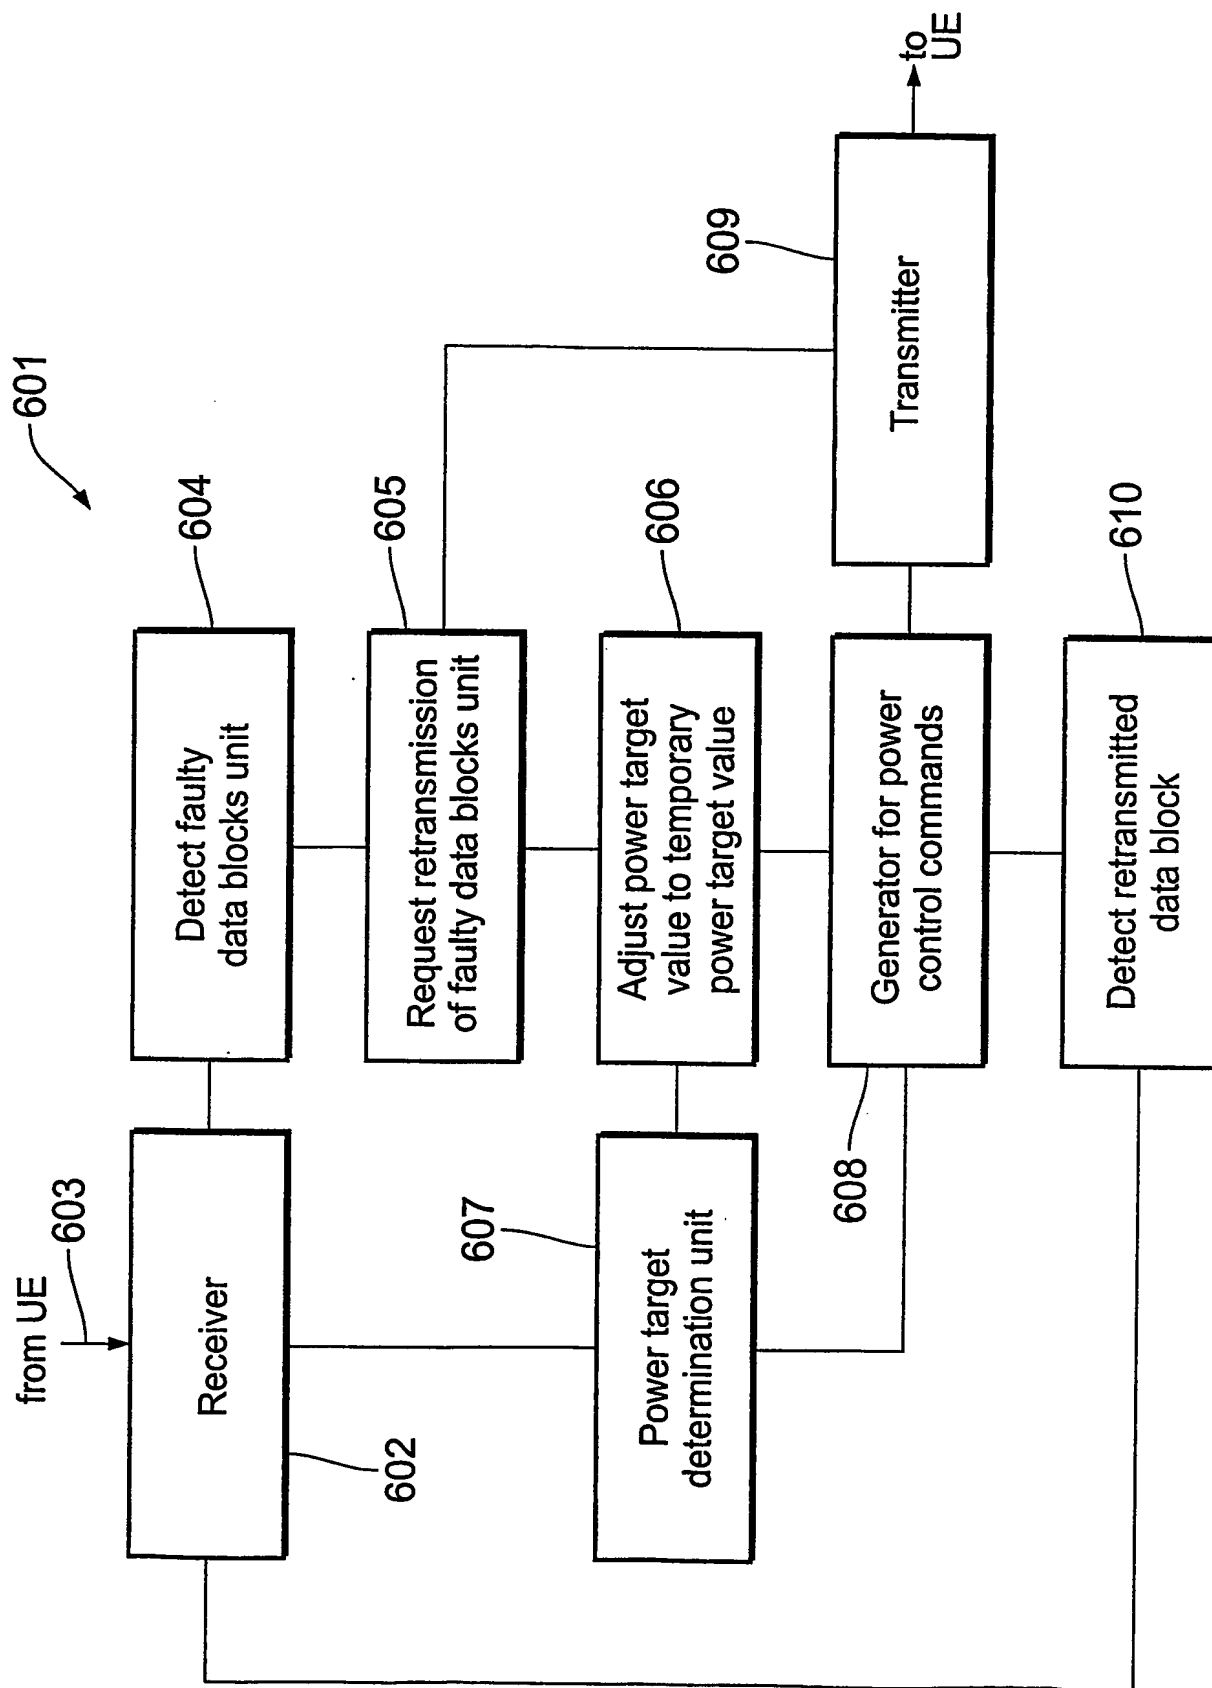 601
from UE
603
Receiver
602
Detect faulty
data blocks unit
604
Request retransmission
of faulty data blocks unit
605
607
Power target
determination unit
Adjust power target
value to temporary
power target value
606
609
Transmitter
to
UE
608
Generator for power
control commands
Detect retransmitted
data block
610